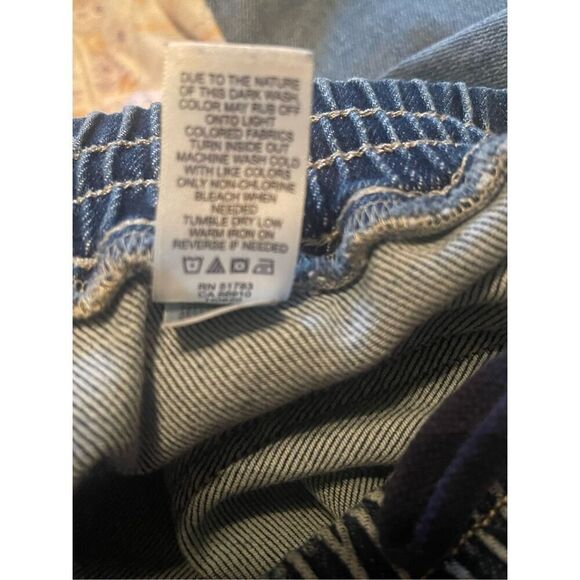 DUE TO THE NATURE
OF THIS DARK WASH
COLOR MAY RUB OFF
ONTO LIGHT
COLORED FABRICS
TURN INSIDE OUT
MACHINE WASH COLD
WITH LIKE COLORS
ONLY NON-CHLORINE
BLEACH WHEN
NEEDED
TUMBLE DRY LOW
WARM IRON ON
REVERSE IF NEEDED
RN 51783